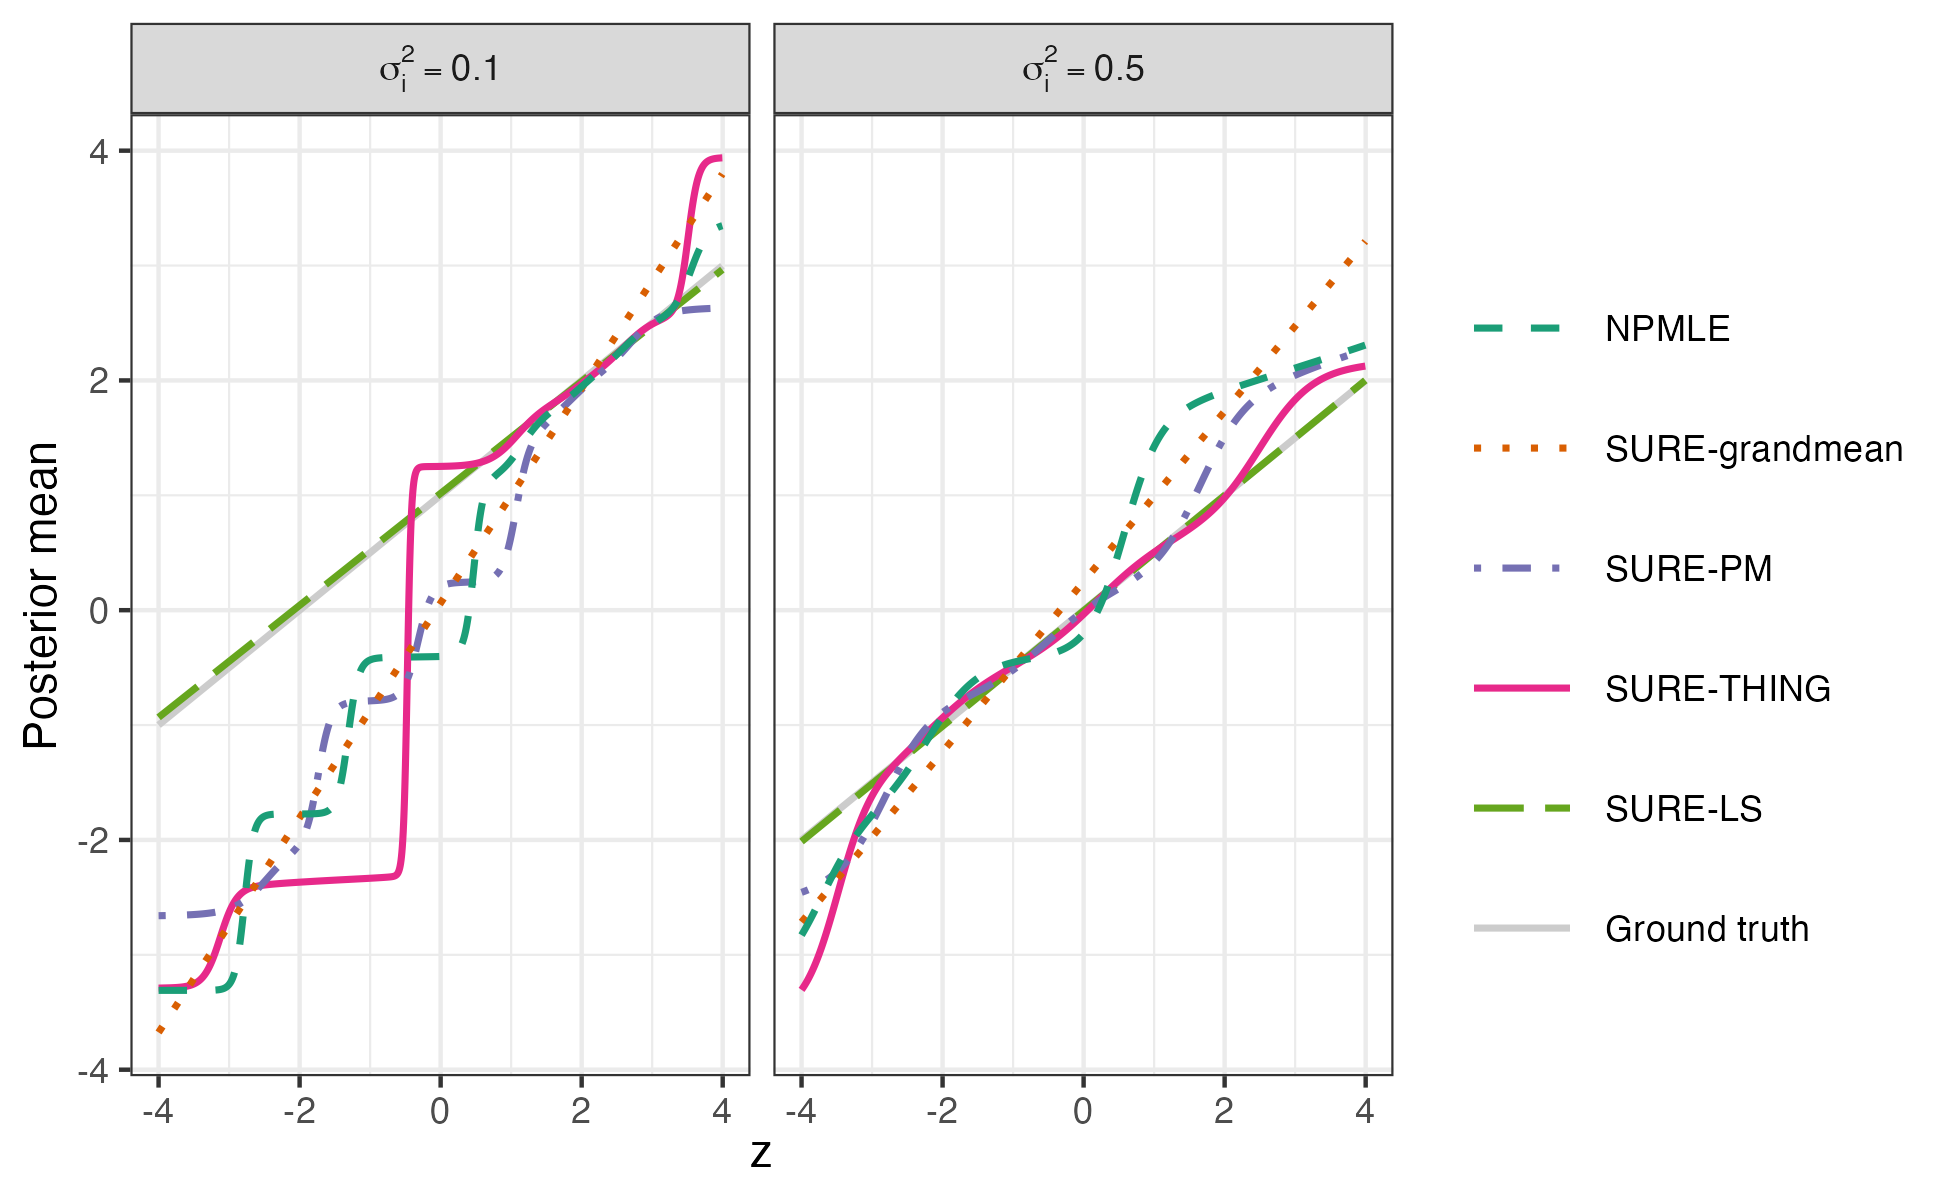 σ_i^2 = 0.1
σ_i^2 = 0.5
Posterior mean
4
2
0
-2
-4
-4 -2 0 2 4
-4 -2 0 2 4
z
NPMLE
SURE-grandmean
SURE-PM
SURE-THING
SURE-LS
Ground truth